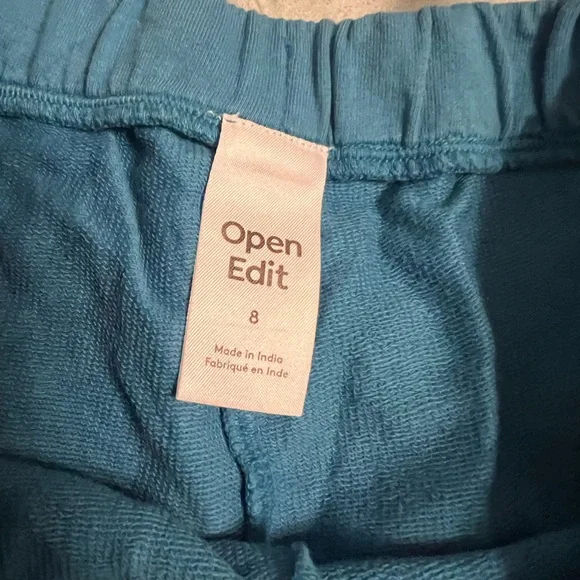 Open
Edit
8
Made in India
Fabriqué en Inde